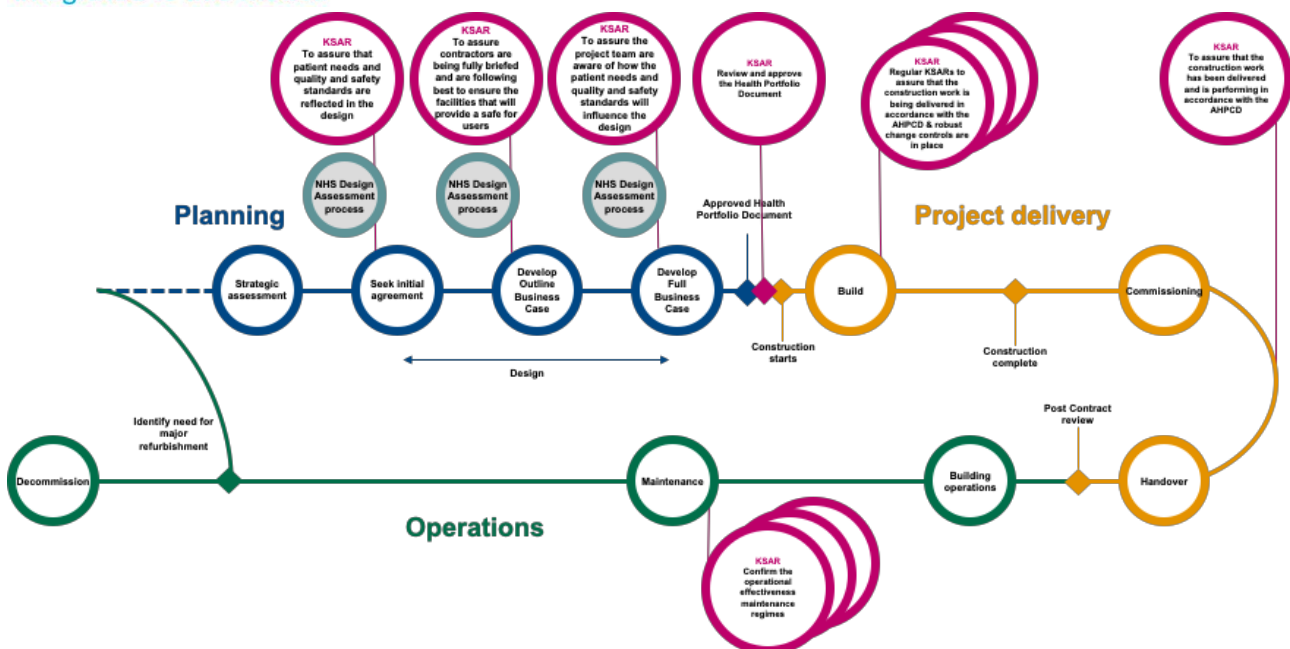 KSAR
To assure that
patient needs and
quality and safety
standards are
reflected in the
design
KSAR
To assure
contractors are
being fully briefed
and are following
best to ensure the
facilities that will
provide a safe for
users
KSAR
To assure the
project team are
aware of how the
patient needs and
quality and safety
standards will
influence the
design
KSAR
Review and approve
the Health Portfolio
Document
KSAR
Regular KSARs to
assure that the
construction work is
being delivered in
accordance with the
AHPCD & robust
change controls are
in place
KSAR
To assure that the
construction work
has been delivered
and is performing in
accordance with the
AHPCD
NHS Design
Assessment
process
NHS Design
Assessment
process
NHS Design
Assessment
process
Planning
Approved Health
Portfolio Document
Project delivery
Strategic
assessment
Seek initial
agreement
Develop
Outline
Business
Case
Develop
Full
Business
Case
Build
Commissioning
Construction
starts
Construction
complete
Design
Identify need for
major
refurbishment
Post Contract
review
Decommission
Maintenance
Building
operations
Handover
Operations
KSAR
Confirm the
operational
effectiveness
maintenance
regimes